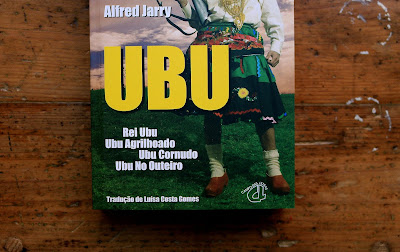 Alfred Jarry
UBU
Rei Ubu
Ubu Agrilhoado
Ubu Cornudo
Ubu No Outeiro
Tradução de Luísa Costa Gomes